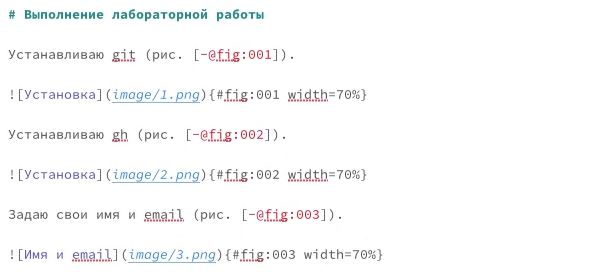 # Выполнение лабораторной работы
Устанавливаю git (рис. [-@fig:001]).
![Установка](image/1.png){#fig:001 width=70%}
Устанавливаю gh (рис. [-@fig:002]).
![Установка](image/2.png){#fig:002 width=70%}
Задаю свои имя и email (рис. [-@fig:003]).
![Имя и email](image/3.png){#fig:003 width=70%}